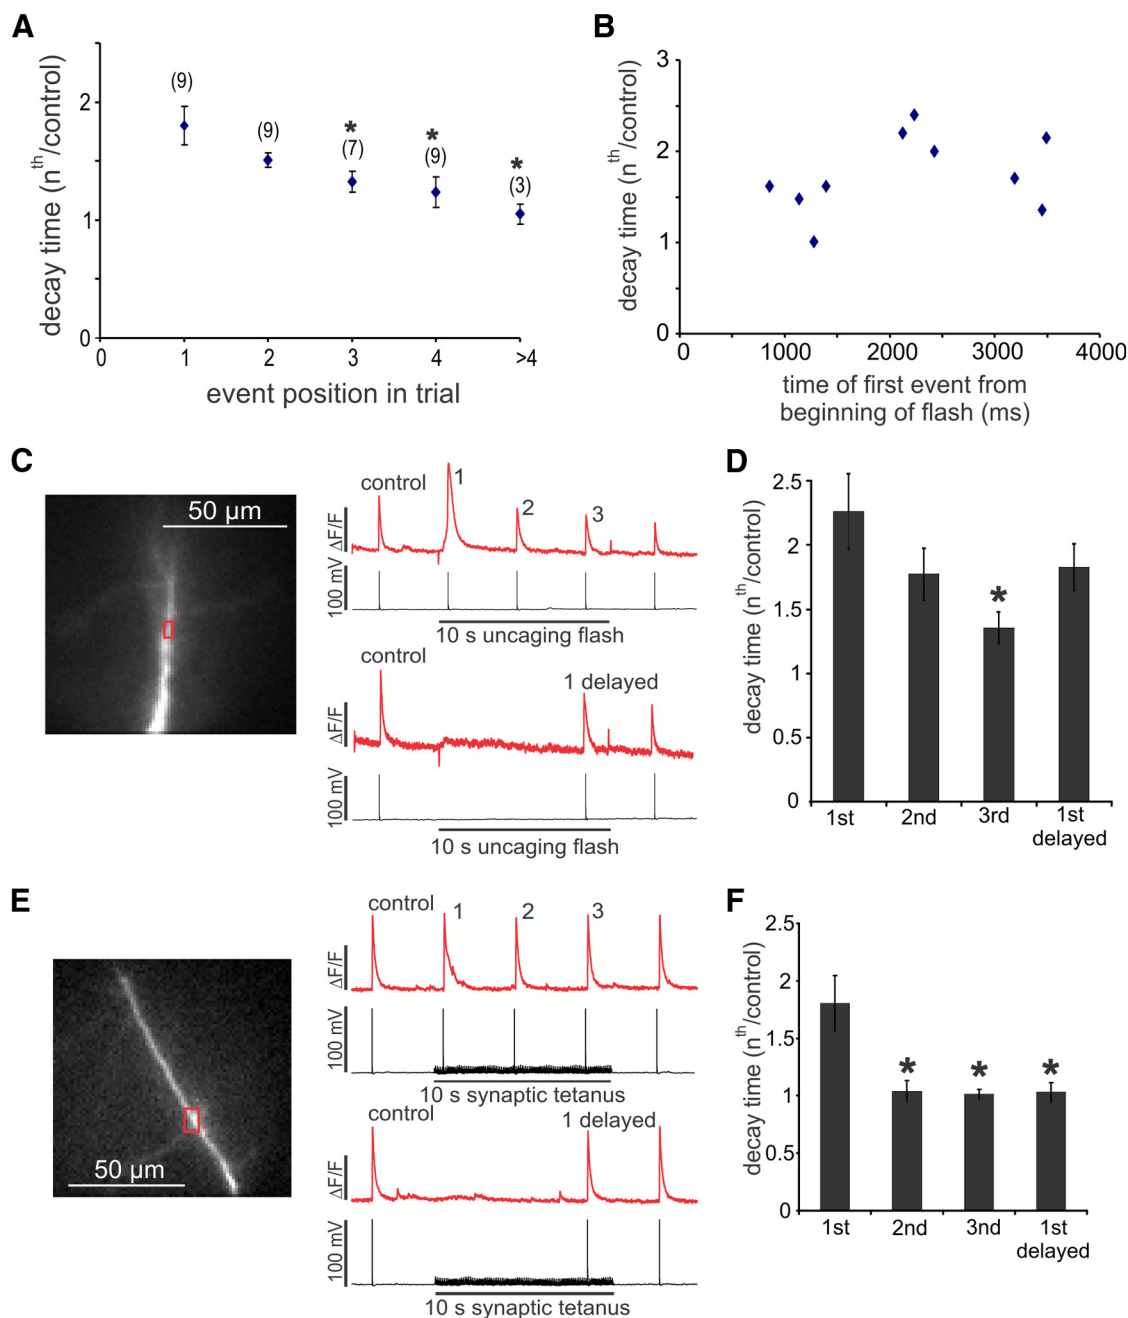 A
decay time (nth/control)
2
1
0
(9)
(9)
*
(7)
*
(9)
*
(3)
0
1
2
3
4
>4
event position in trial
B
decay time (nth/control)
3
2
1
0
0
1000
2000
3000
4000
time of first event from
beginning of flash (ms)
C
50 µm
control
1
2
3
ΔF/F
100 mV
10 s uncaging flash
control
1 delayed
ΔF/F
100 mV
10 s uncaging flash
D
decay time (nth/control)
2.5
2
1.5
1
0.5
0
*
1st
2nd
3rd
1st
delayed
E
50 µm
control
1
2
3
ΔF/F
100 mV
10 s synaptic tetanus
control
1 delayed
ΔF/F
100 mV
10 s synaptic tetanus
F
decay time (nth/control)
2.5
2
1.5
1
0.5
0
*
*
*
1st
2nd
3nd
1st
delayed